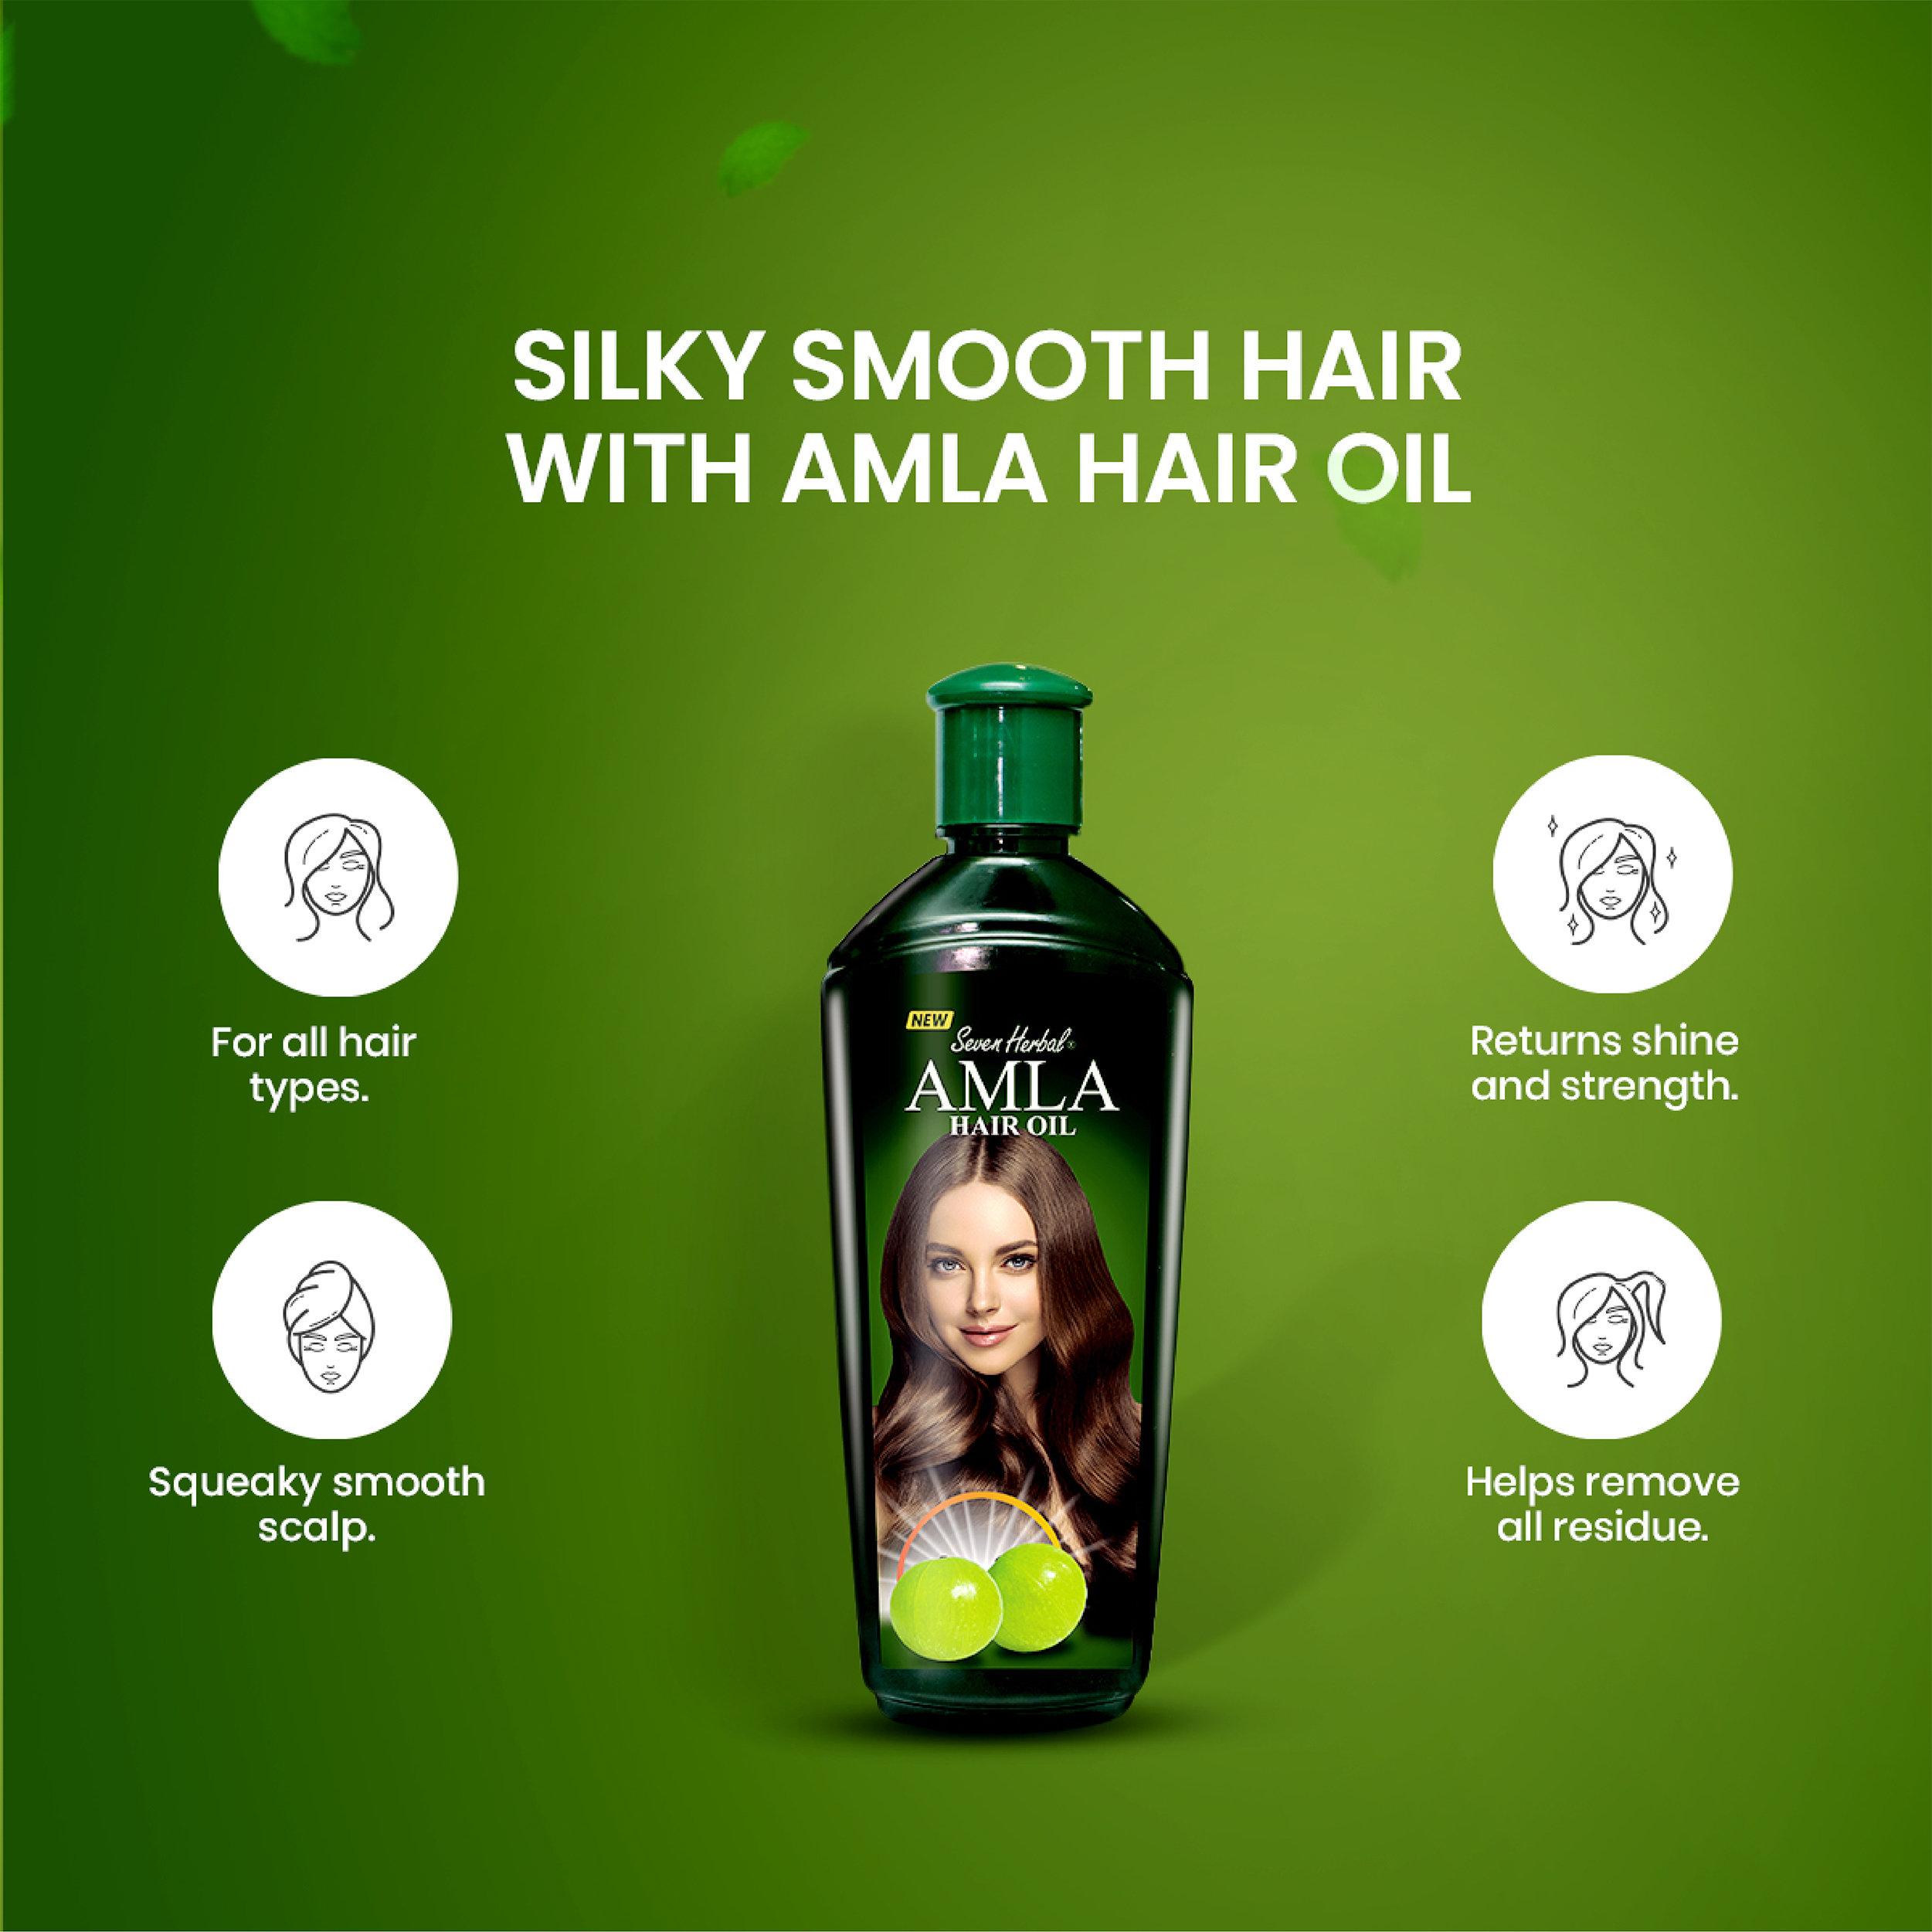 SILKY SMOOTH HAIR
WITH AMLA HAIR OIL
For all hair
types.
Returns shine
and strength.
NEW
Seven Herbal®
AMLA
HAIR OIL
Squeaky smooth
scalp.
Helps remove
all residue.